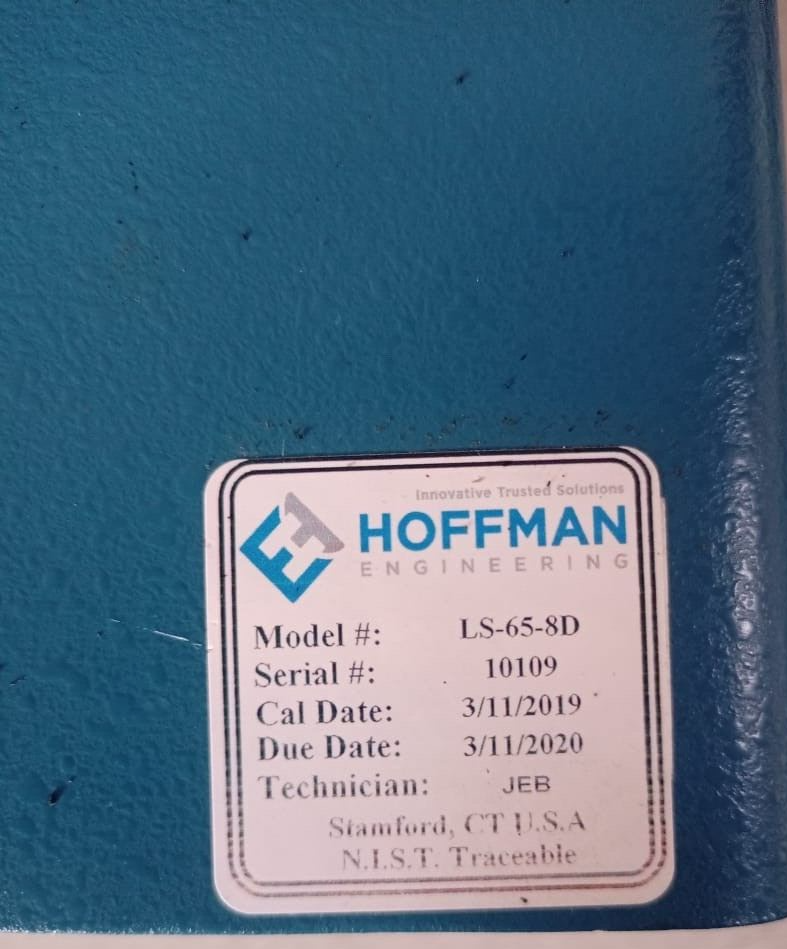 Innovative Trusted Solutions
HOFFMAN
ENGINEERING
Model #: LS-65-8D
Serial #: 10109
Cal Date: 3/11/2019
Due Date: 3/11/2020
Technician: JEB
Stamford, CT U.S.A
N.I.S.T. Traceable